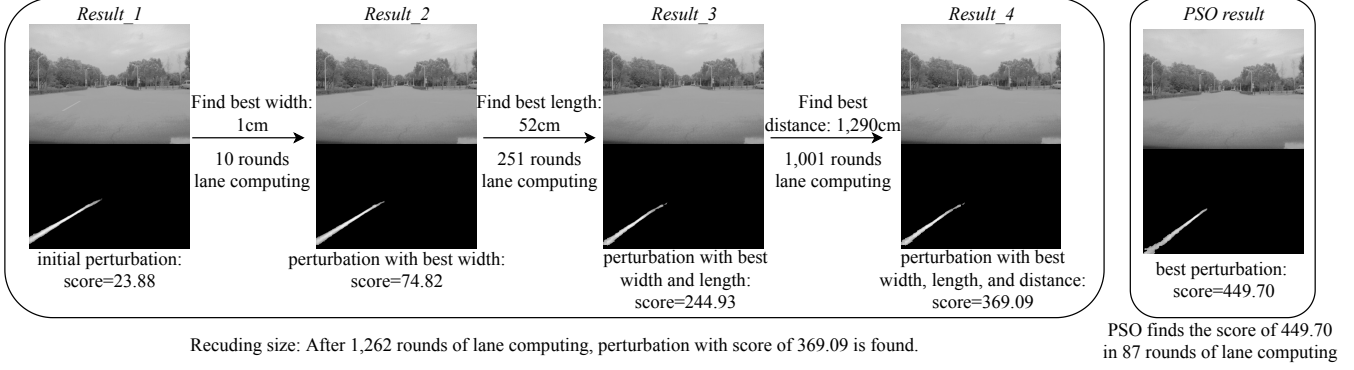 Result_1
Result_2
Result_3
Result_4
PSO result
Find best width:
1cm
10 rounds
lane computing
Find best length:
52cm
251 rounds
lane computing
Find best
distance: 1,290cm
1,001 rounds
lane computing
initial perturbation:
score=23.88
perturbation with best width:
score=74.82
perturbation with best
width and length:
score=244.93
perturbation with best
width, length, and distance:
score=369.09
best perturbation:
score=449.70
Recuding size: After 1,262 rounds of lane computing, perturbation with score of 369.09 is found.
PSO finds the score of 449.70
in 87 rounds of lane computing